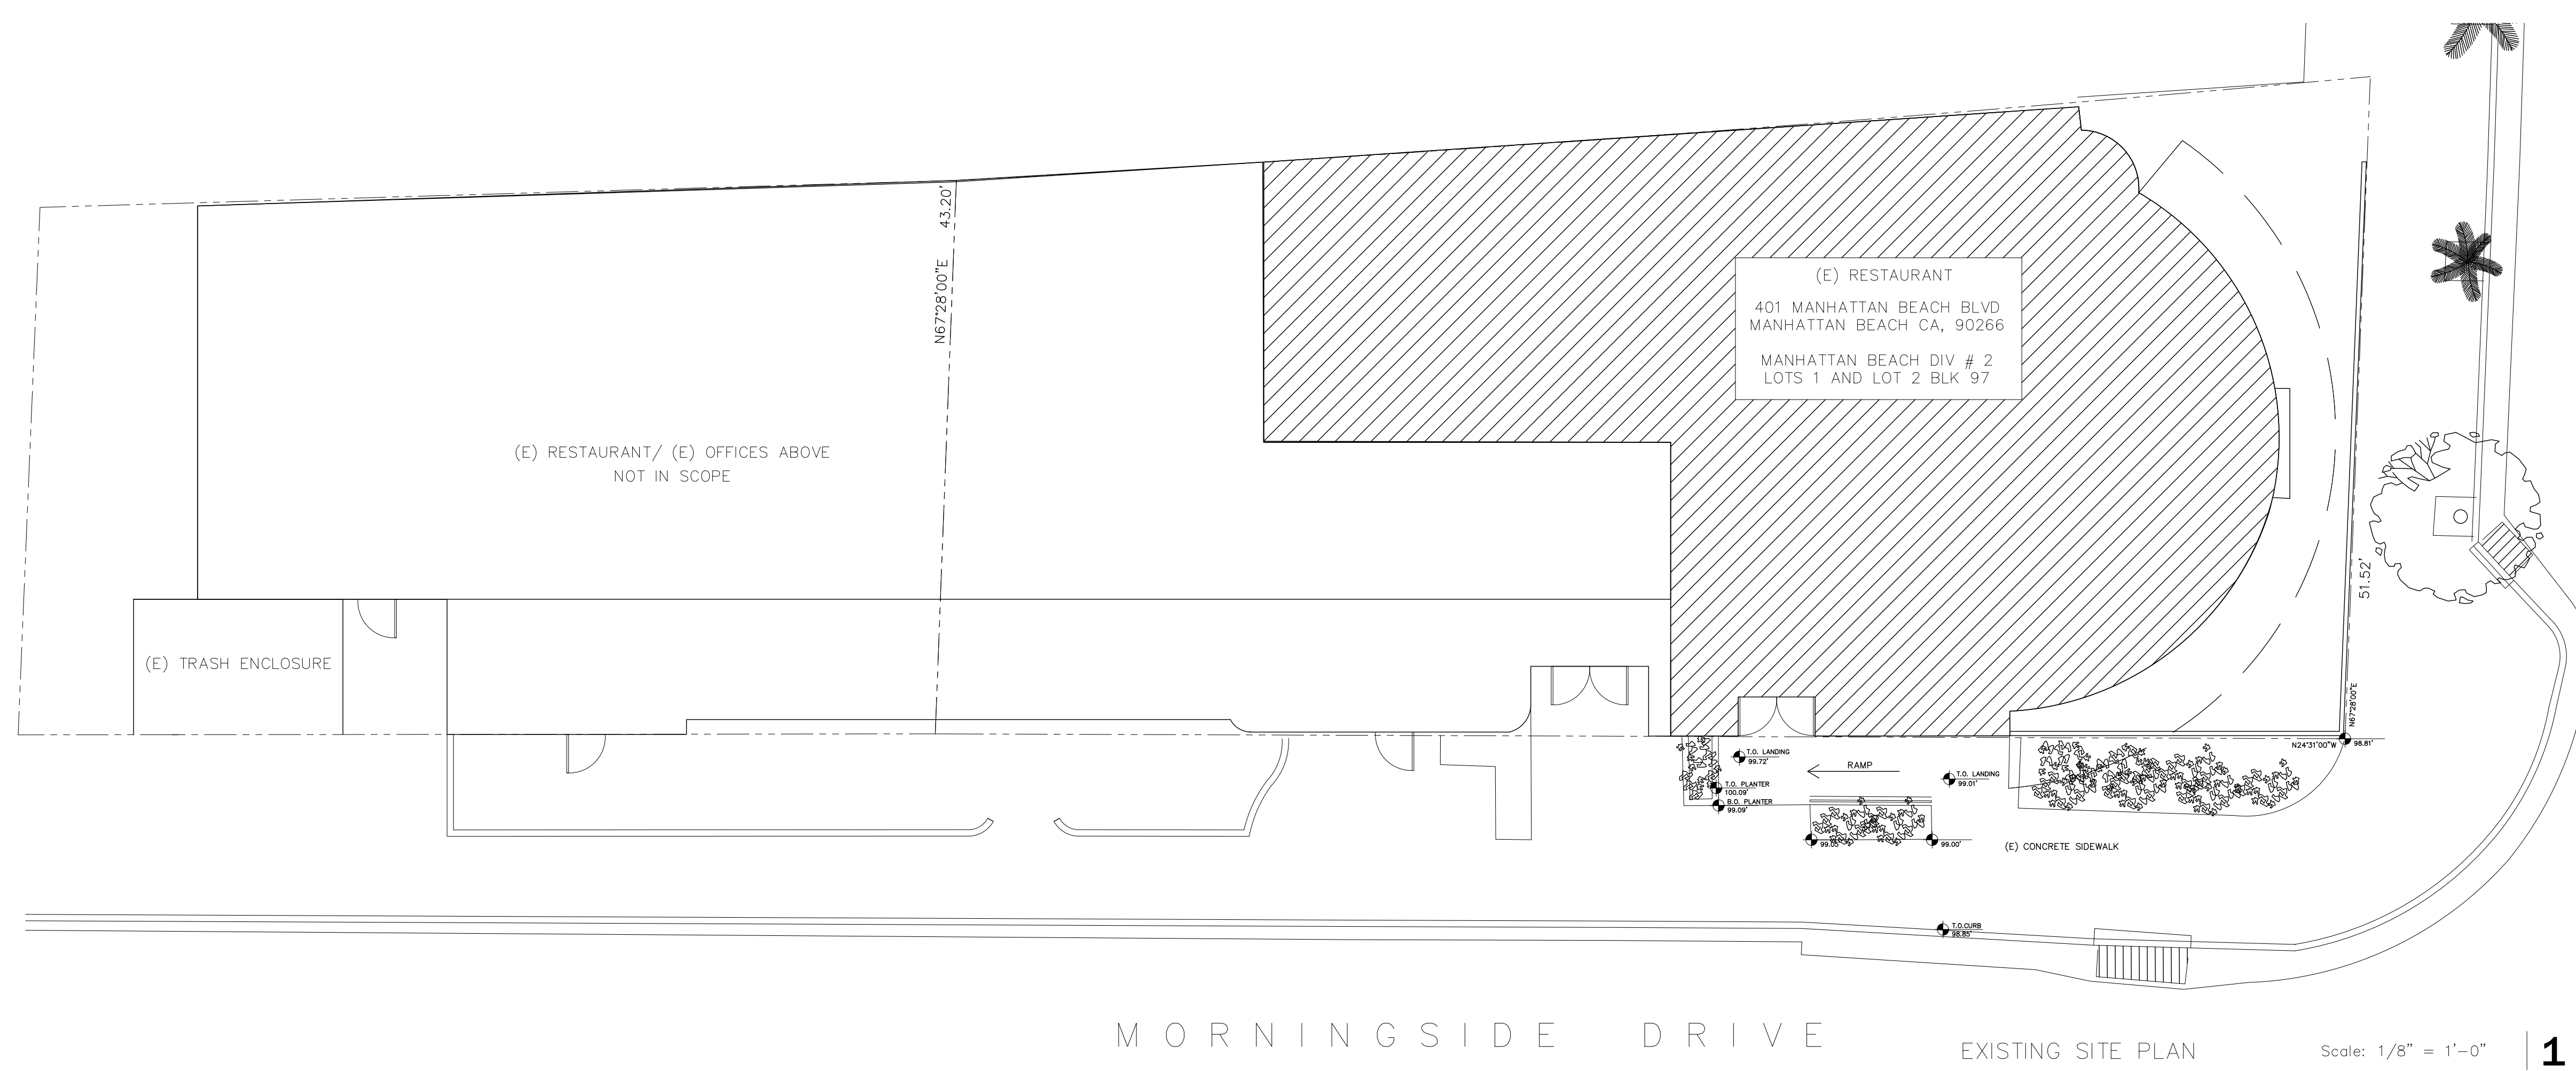 43.20'
N67°28'00"E
(E) RESTAURANT
401 MANHATTAN BEACH BLVD
MANHATTAN BEACH CA, 90266
MANHATTAN BEACH DIV # 2
LOTS 1 AND LOT 2 BLK 97
(E) RESTAURANT/ (E) OFFICES ABOVE
NOT IN SCOPE
51.52'
(E) TRASH ENCLOSURE
N67°28'00"E
N24°31'00"W
98.81'
T.O. LANDING
99.72'
RAMP
T.O. LANDING
99.01'
T.O. PLANTER
100.09'
B.O. PLANTER
99.09'
99.05'
99.00'
(E) CONCRETE SIDEWALK
T.O.CURB
98.85'
MORNINGSIDE DRIVE
EXISTING SITE PLAN
Scale: 1/8" = 1'-0"
1